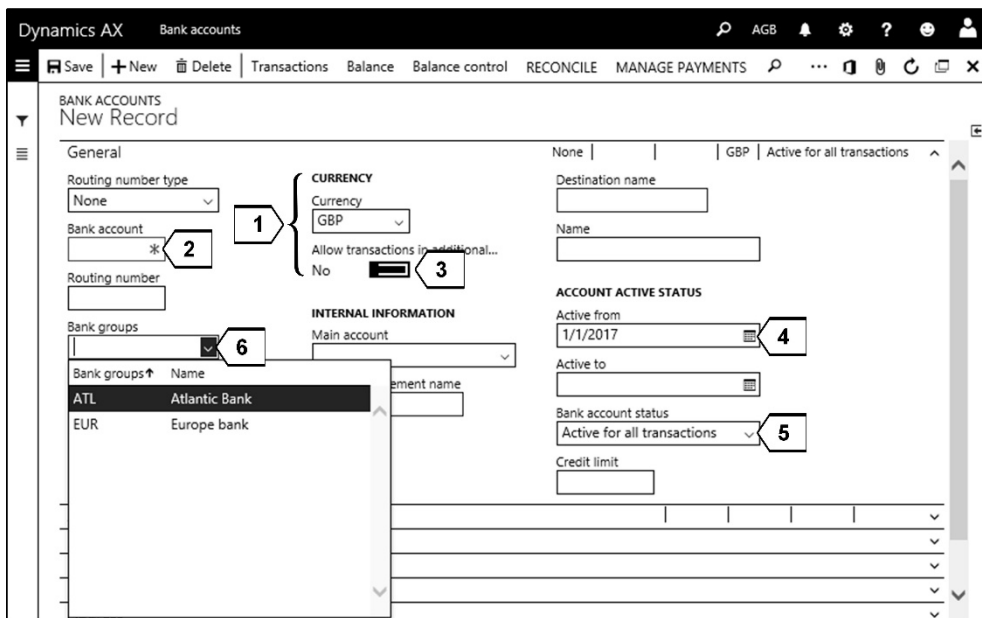 Dynamics AX Bank accounts AGB ?
Save + New Delete Transactions Balance Balance control RECONCILE MANAGE PAYMENTS ...
BANK ACCOUNTS
New Record
General None GBP Active for all transactions
Routing number type
None
Bank account
*
2
Routing number
Bank groups
6
Bank groups Name
ATL Atlantic Bank
EUR Europe bank
1
CURRENCY
Currency
GBP
Allow transactions in additional...
No
3
INTERNAL INFORMATION
Main account
ement name
Destination name
Name
ACCOUNT ACTIVE STATUS
Active from
1/1/2017
4
Active to
Bank account status
Active for all transactions
5
Credit limit